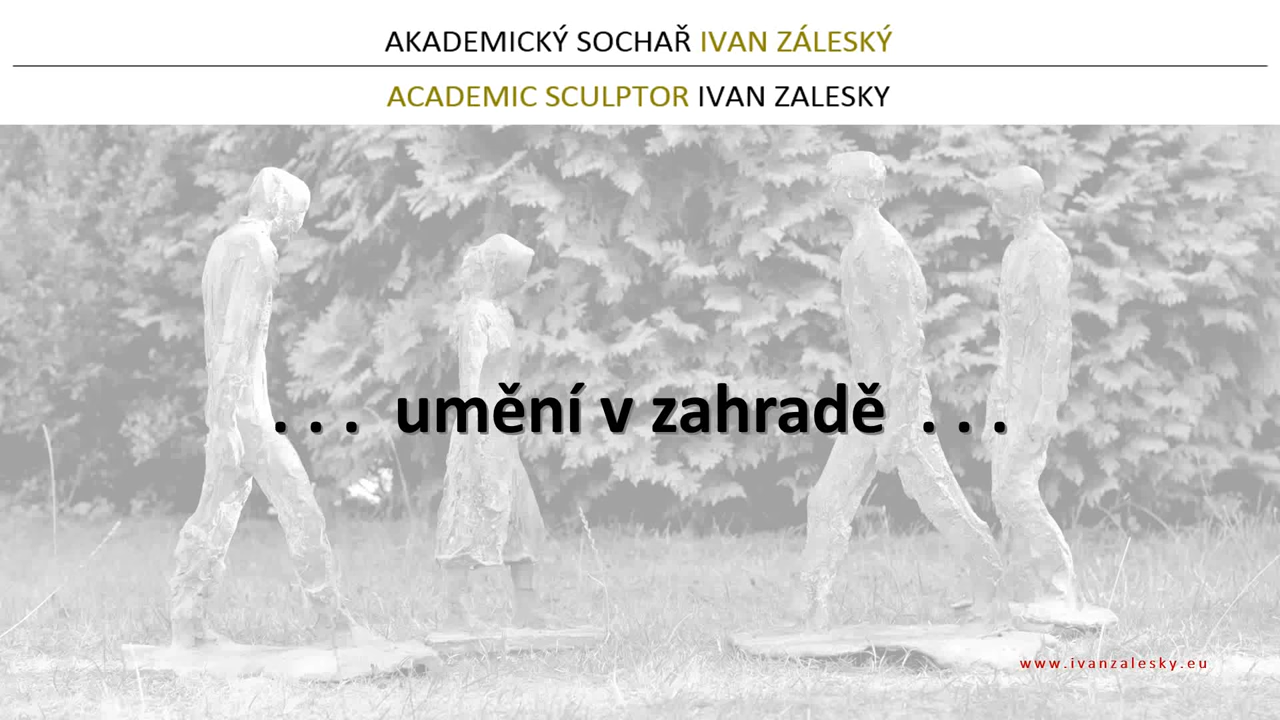 AKADEMICKÝ SOCHAŘ IVAN ZÁLESKÝ
ACADEMIC SCULPTOR IVAN ZALESKY
. . . umění v zahradě . . .
www.ivanzalesky.eu